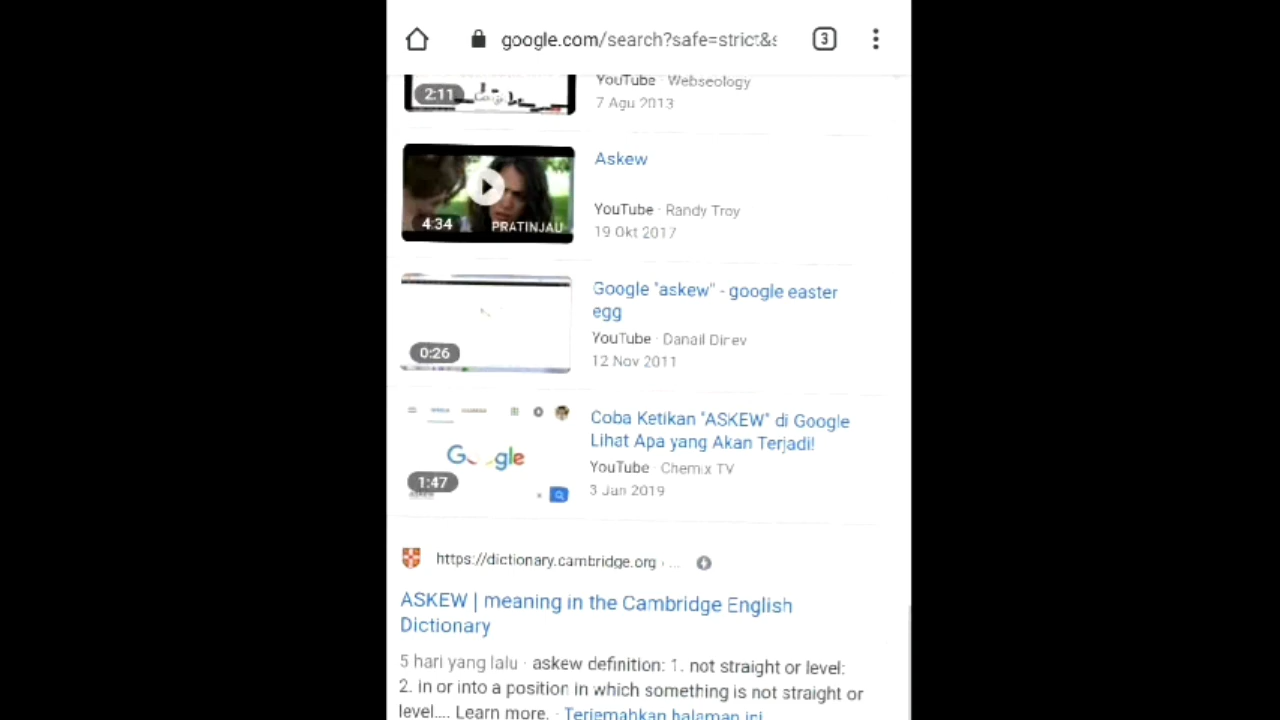 google.com/search?safe=strict&s
3
2:11
YouTube · Webseology
7 Agu 2013
Askew
4:34
PRATINJAU
YouTube · Randy Troy
19 Okt 2017
Google "askew" - google easter
egg
0:26
YouTube · Danail Direv
12 Nov 2011
Coba Ketikan "ASKEW" di Google
Lihat Apa yang Akan Terjadi!
Google
1:47
ASKEW
YouTube · Chemix TV
3 Jan 2019
https://dictionary.cambridge.org › ...
ASKEW | meaning in the Cambridge English
Dictionary
5 hari yang lalu · askew definition: 1. not straight or level:
2. in or into a position in which something is not straight or
level.... Learn more. · Terjemahkan halaman ini